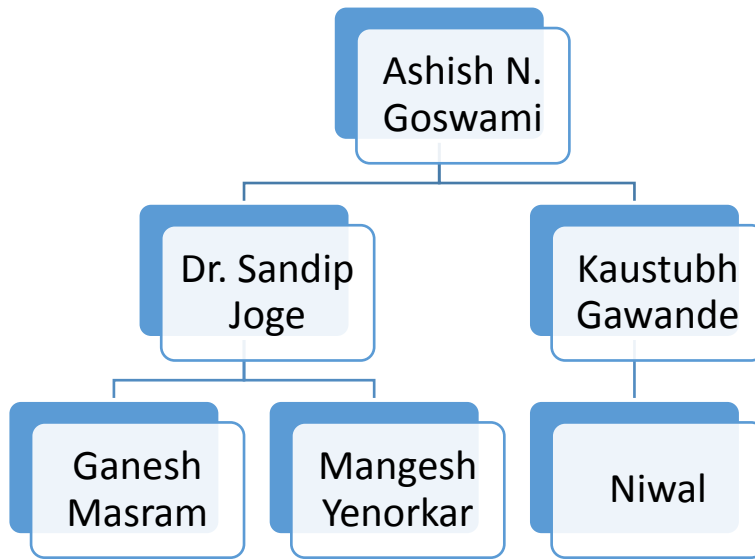 Ashish N.
Goswami
Dr. Sandip
Joge
Kaustubh
Gawande
Ganesh
Masram
Mangesh
Yenorkar
Niwal